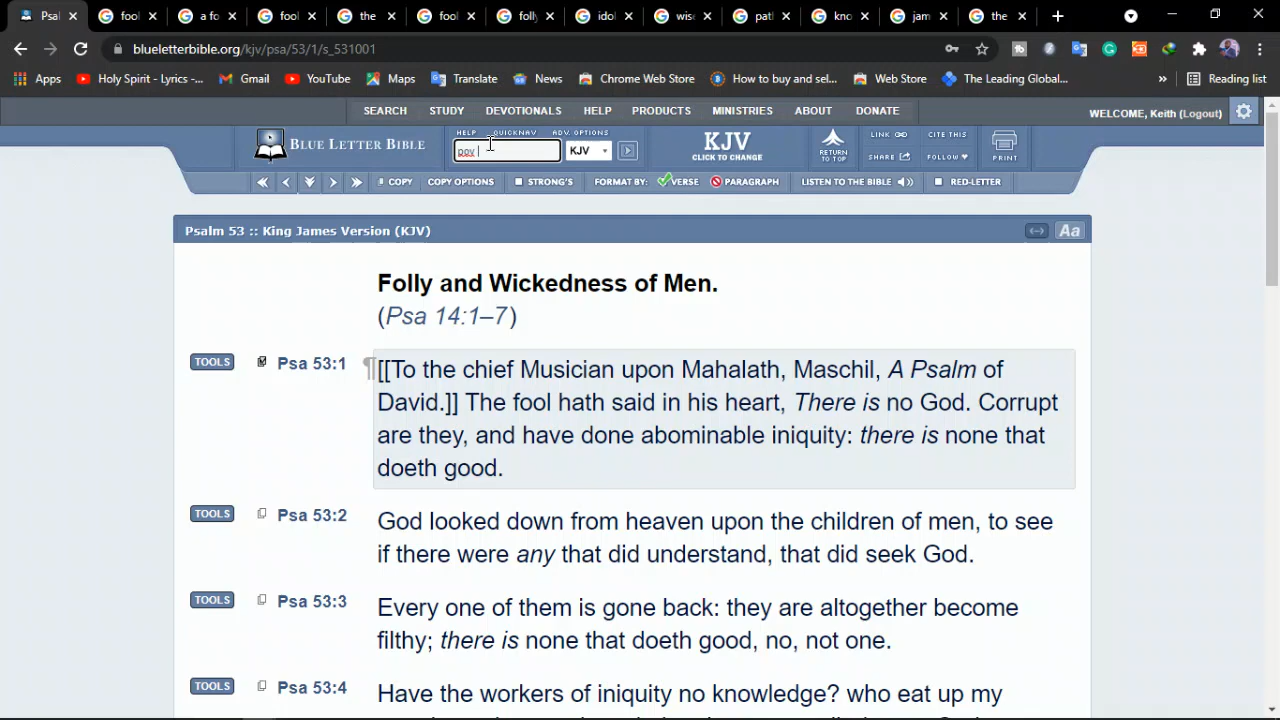 Psal
fool
a fo
fool
the
fool
folly
idol
wise
path
kno
jam
the
blueletterbible.org/kjv/psa/53/1/s_531001
Apps
Holy Spirit - Lyrics -...
Gmail
YouTube
Maps
Translate
News
Chrome Web Store
How to buy and sel...
Web Store
The Leading Global...
»
Reading list
SEARCH STUDY DEVOTIONALS HELP PRODUCTS MINISTRIES ABOUT DONATE
WELCOME, Keith (Logout)
HELP QUICKNAV ADV. OPTIONS
BLUE LETTER BIBLE
pov
KJV
KJV
CLICK TO CHANGE
RETURN
TO TOP
LINK
CITE THIS
SHARE
FOLLOW
PRINT
COPY COPY OPTIONS STRONG'S FORMAT BY: VERSE PARAGRAPH LISTEN TO THE BIBLE RED-LETTER
Psalm 53 :: King James Version (KJV)
Aa
Folly and Wickedness of Men.
(Psa 14:1–7)
TOOLS Psa 53:1 ¶[[To the chief Musician upon Mahalath, Maschil, A Psalm of
David.]] The fool hath said in his heart, There is no God. Corrupt
are they, and have done abominable iniquity: there is none that
doeth good.
TOOLS Psa 53:2 God looked down from heaven upon the children of men, to see
if there were any that did understand, that did seek God.
TOOLS Psa 53:3 Every one of them is gone back: they are altogether become
filthy; there is none that doeth good, no, not one.
TOOLS Psa 53:4 Have the workers of iniquity no knowledge? who eat up my